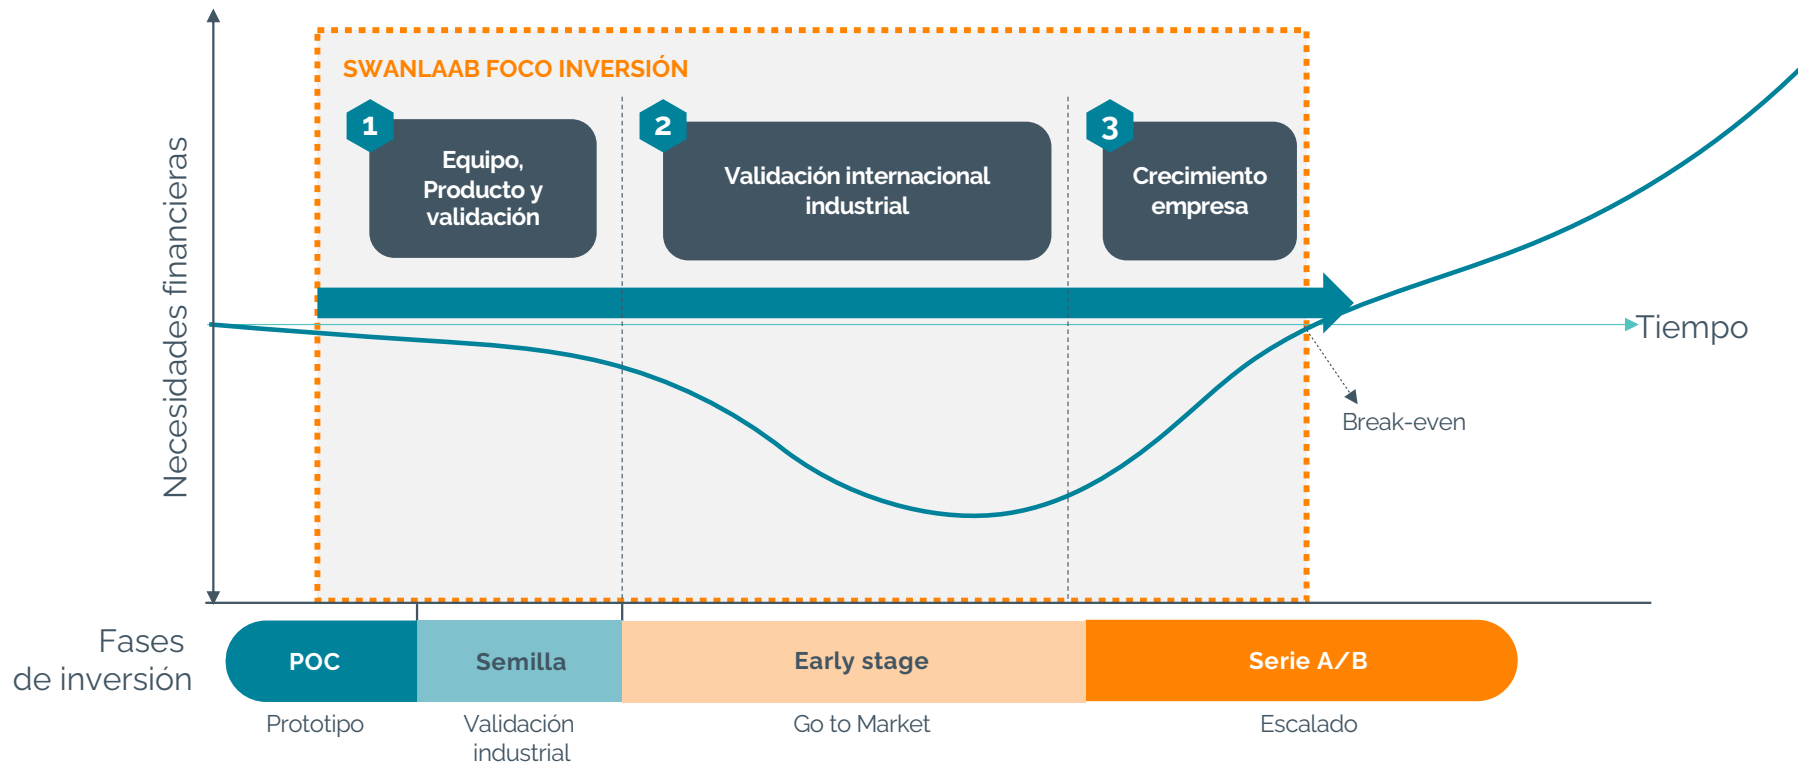 SWANLAAB FOCO INVERSIÓN
1
Equipo,
Producto y
validación
2
Validación internacional
industrial
3
Crecimiento
empresa
Necesidades financieras
Tiempo
Break-even
Fases
de inversión
POC
Semilla
Early stage
Serie A/B
Prototipo
Validación
industrial
Go to Market
Escalado